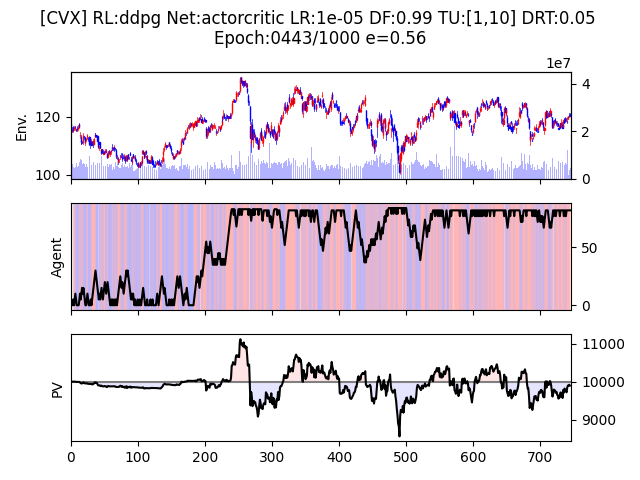 [CVX] RL:ddpg Net:actorcritic LR:1e-05 DF:0.99 TU:[1,10] DRT:0.05
Epoch:0443/1000 e=0.56
1e7
Env.
120
100
4
2
0
Agent
50
0
PV
11000
10000
9000
0 100 200 300 400 500 600 700